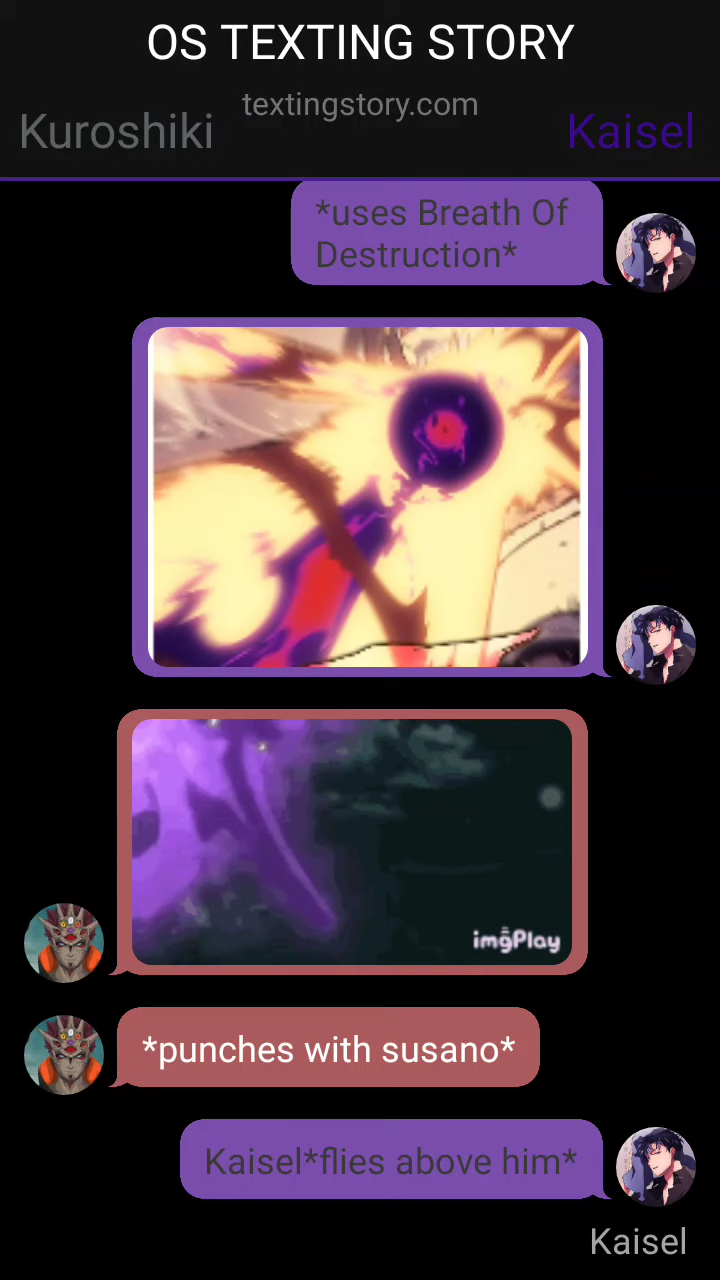 OS TEXTING STORY
textingstory.com
Kuroshiki
Kaisel
*uses Breath Of
Destruction*
imgPlay
*punches with susano*
Kaisel*flies above him*
Kaisel